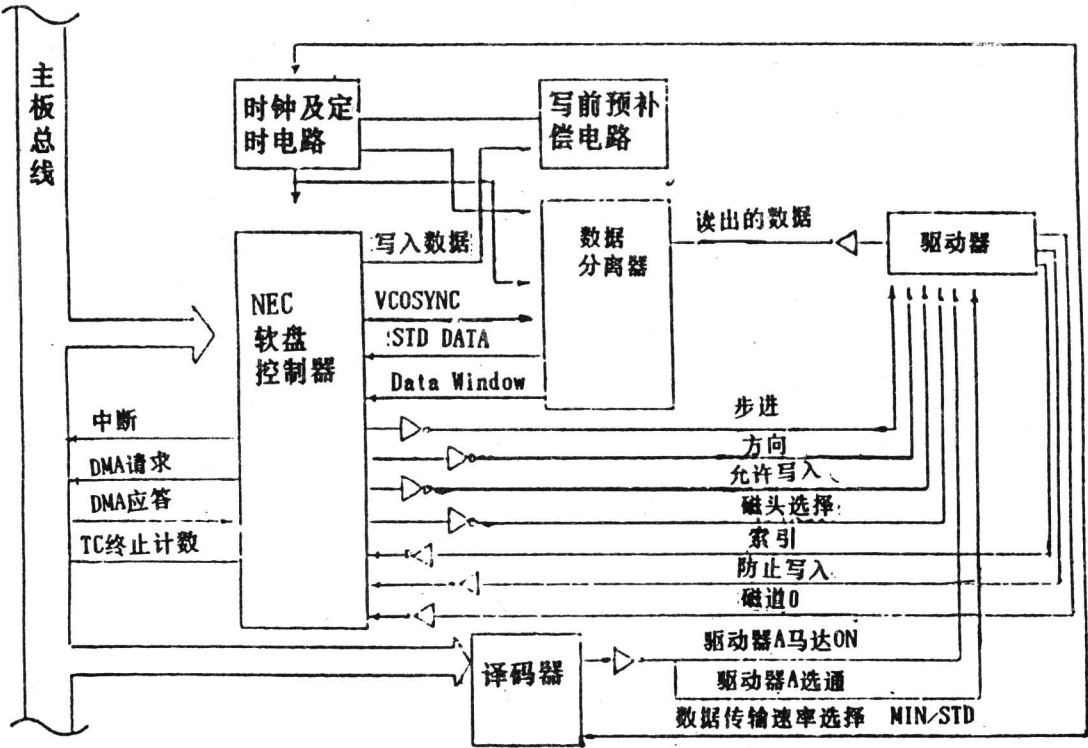 主板总线
时钟及定
时电路
写前预补
偿电路
读出的数据
驱动器
写入数据
数据
分离器
NEC
软盘
控制器
VCOSYNC
STD DATA
Data Window
步进
方向
允许写入
磁头选择
索引
防止写入
磁道0
中断
DMA请求
DMA应答
TC终止计数
译码器
驱动器A马达ON
驱动器A选通
数据传输速率选择 MIN/STD